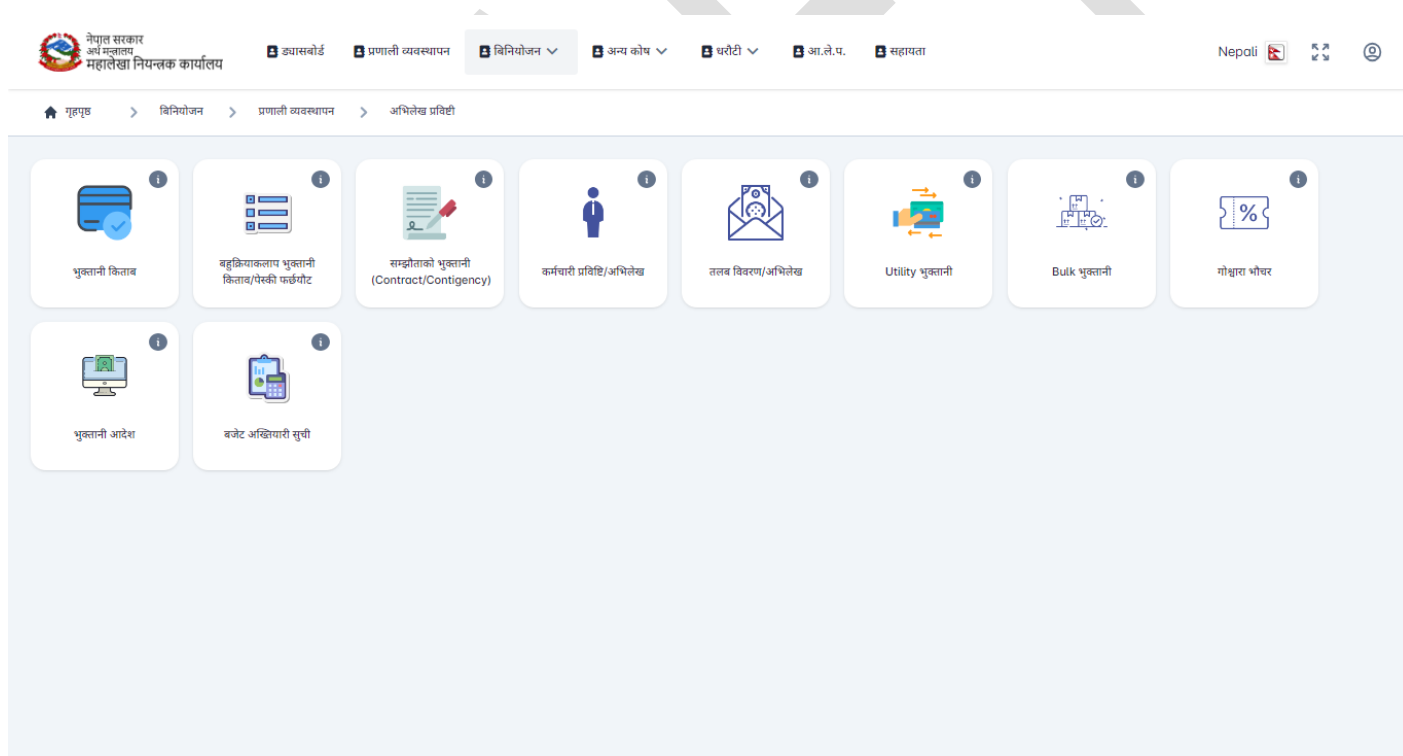 नेपाल सरकार
अर्थ मन्त्रालय
महालेखा नियन्त्रक कार्यालय
ड्यासबोर्ड
प्रणाली व्यवस्थापन
बिनियोजन
अन्य कोष
धरौटी
आ.ले.प.
सहायता
Nepali
गृहपृष्ठ > बिनियोजन > प्रणाली व्यवस्थापन > अभिलेख प्रविष्टी
भुक्तानी किताब
बहुक्रियाकलाप भुक्तानी
किताब/पेस्की फर्छयौट
सम्झौताको भुक्तानी
(Contract/Contigency)
कर्मचारी प्रविष्टि/अभिलेख
तलब विवरण/अभिलेख
Utility भुक्तानी
Bulk भुक्तानी
गोश्वारा भौचर
भुक्तानी आदेश
बजेट अख्तियारी सुची